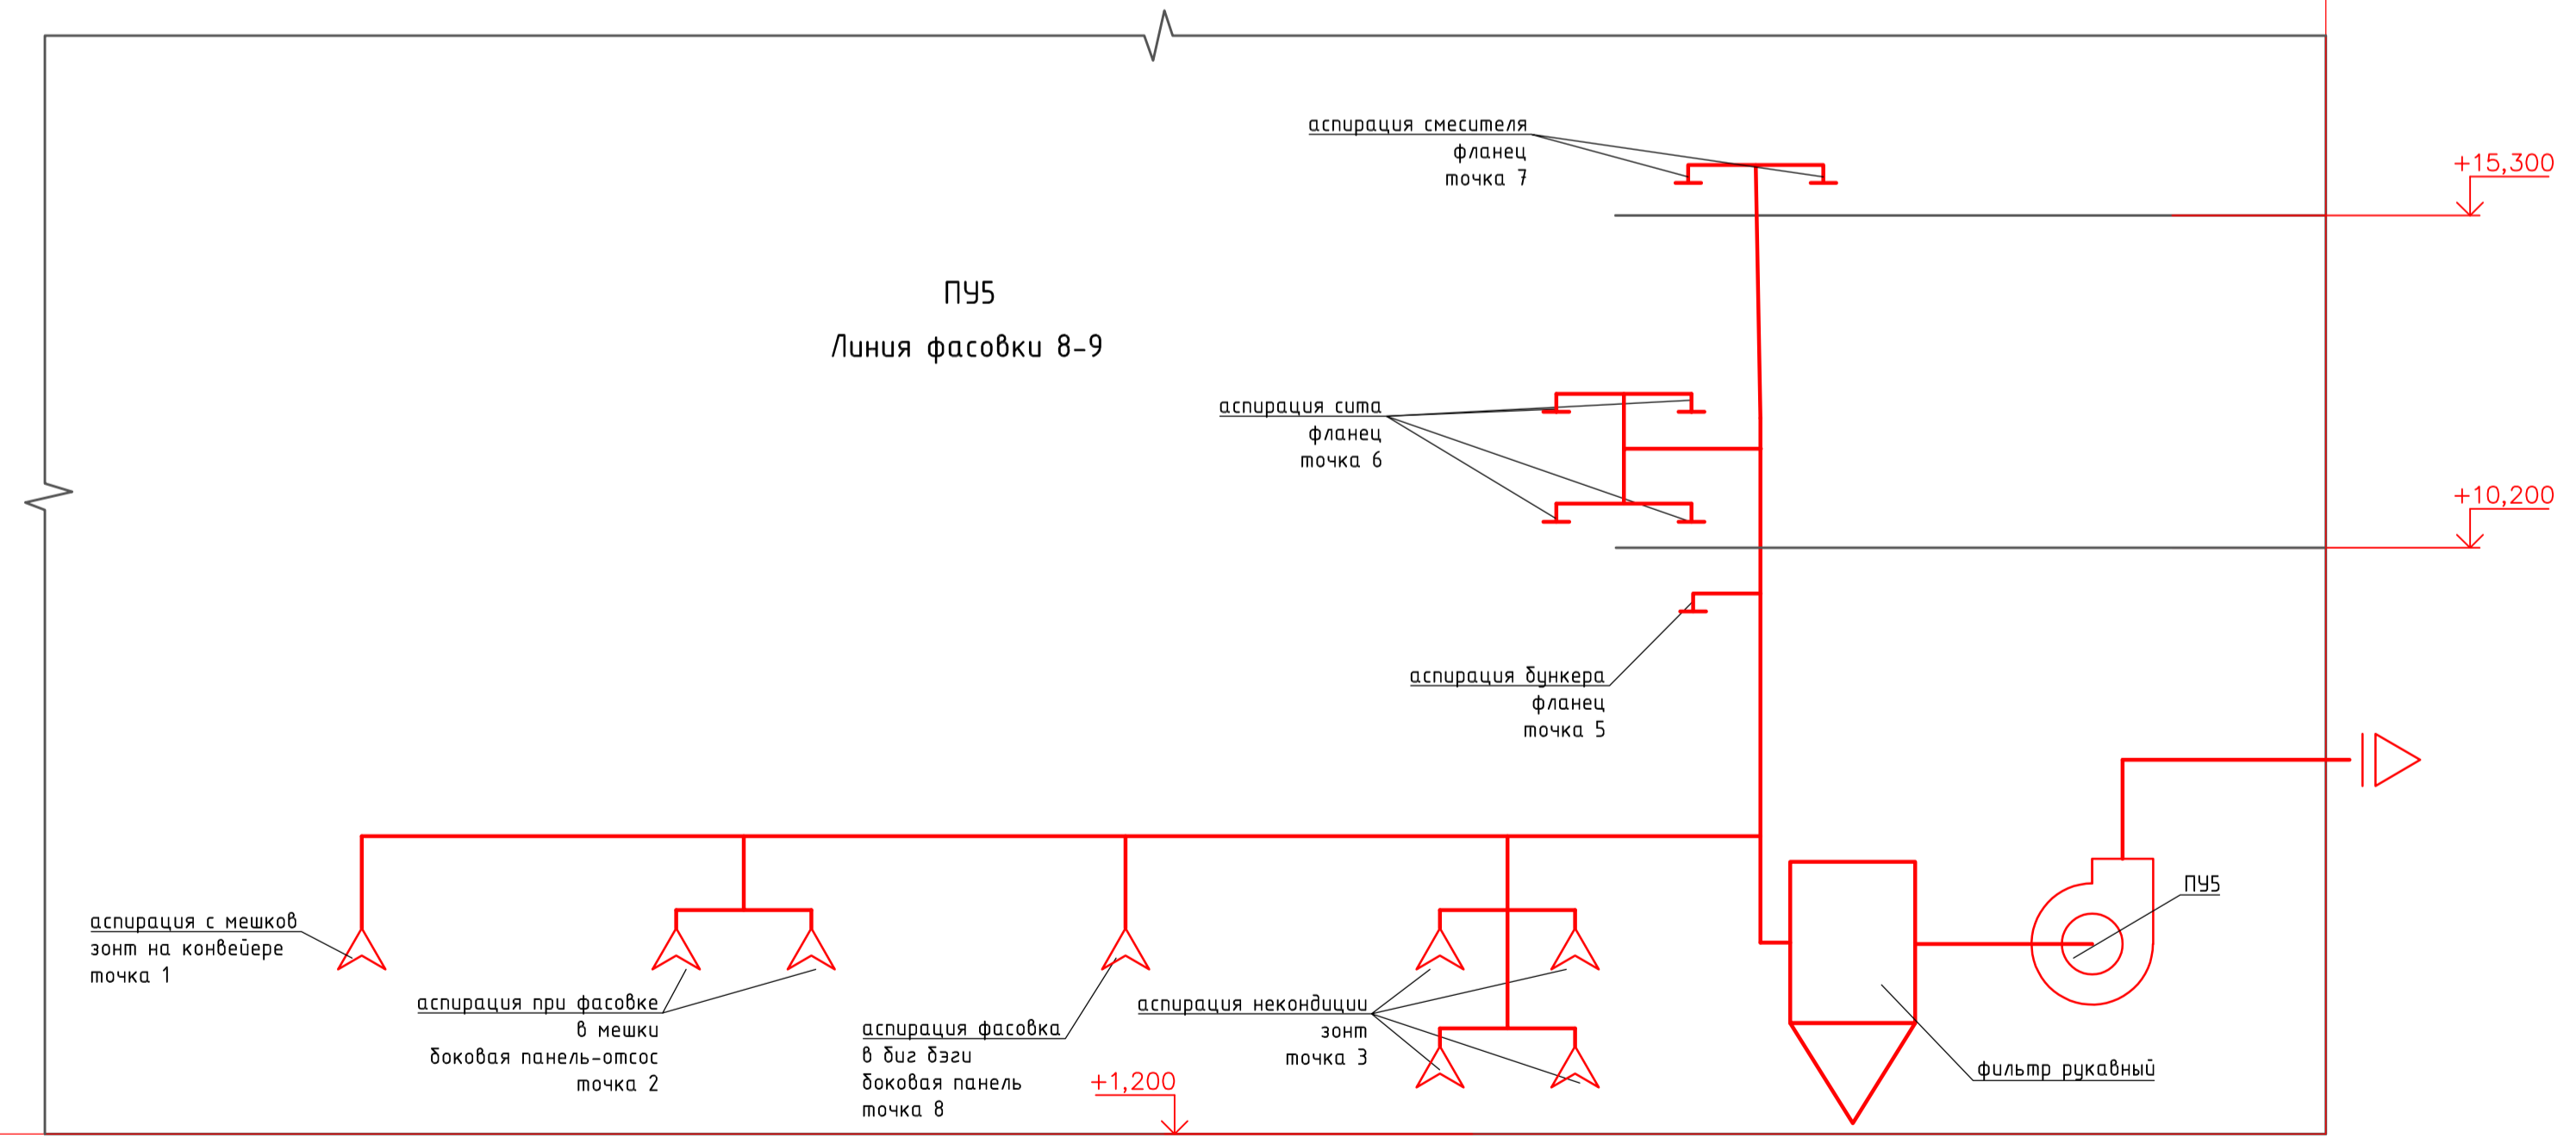 аспирация смесителя
фланец
точка 7
+15,300
ПУ5
Линия фасовки 8-9
аспирация сита
фланец
точка 6
+10,200
аспирация бункера
фланец
точка 5
ПУ5
аспирация с мешков
зонт на конвейере
точка 1
аспирация при фасовке
в мешки
боковая панель-отсос
точка 2
аспирация фасовка
в биг бэги
боковая панель
точка 8
аспирация некондиции
зонт
точка 3
+1,200
фильтр рукавный